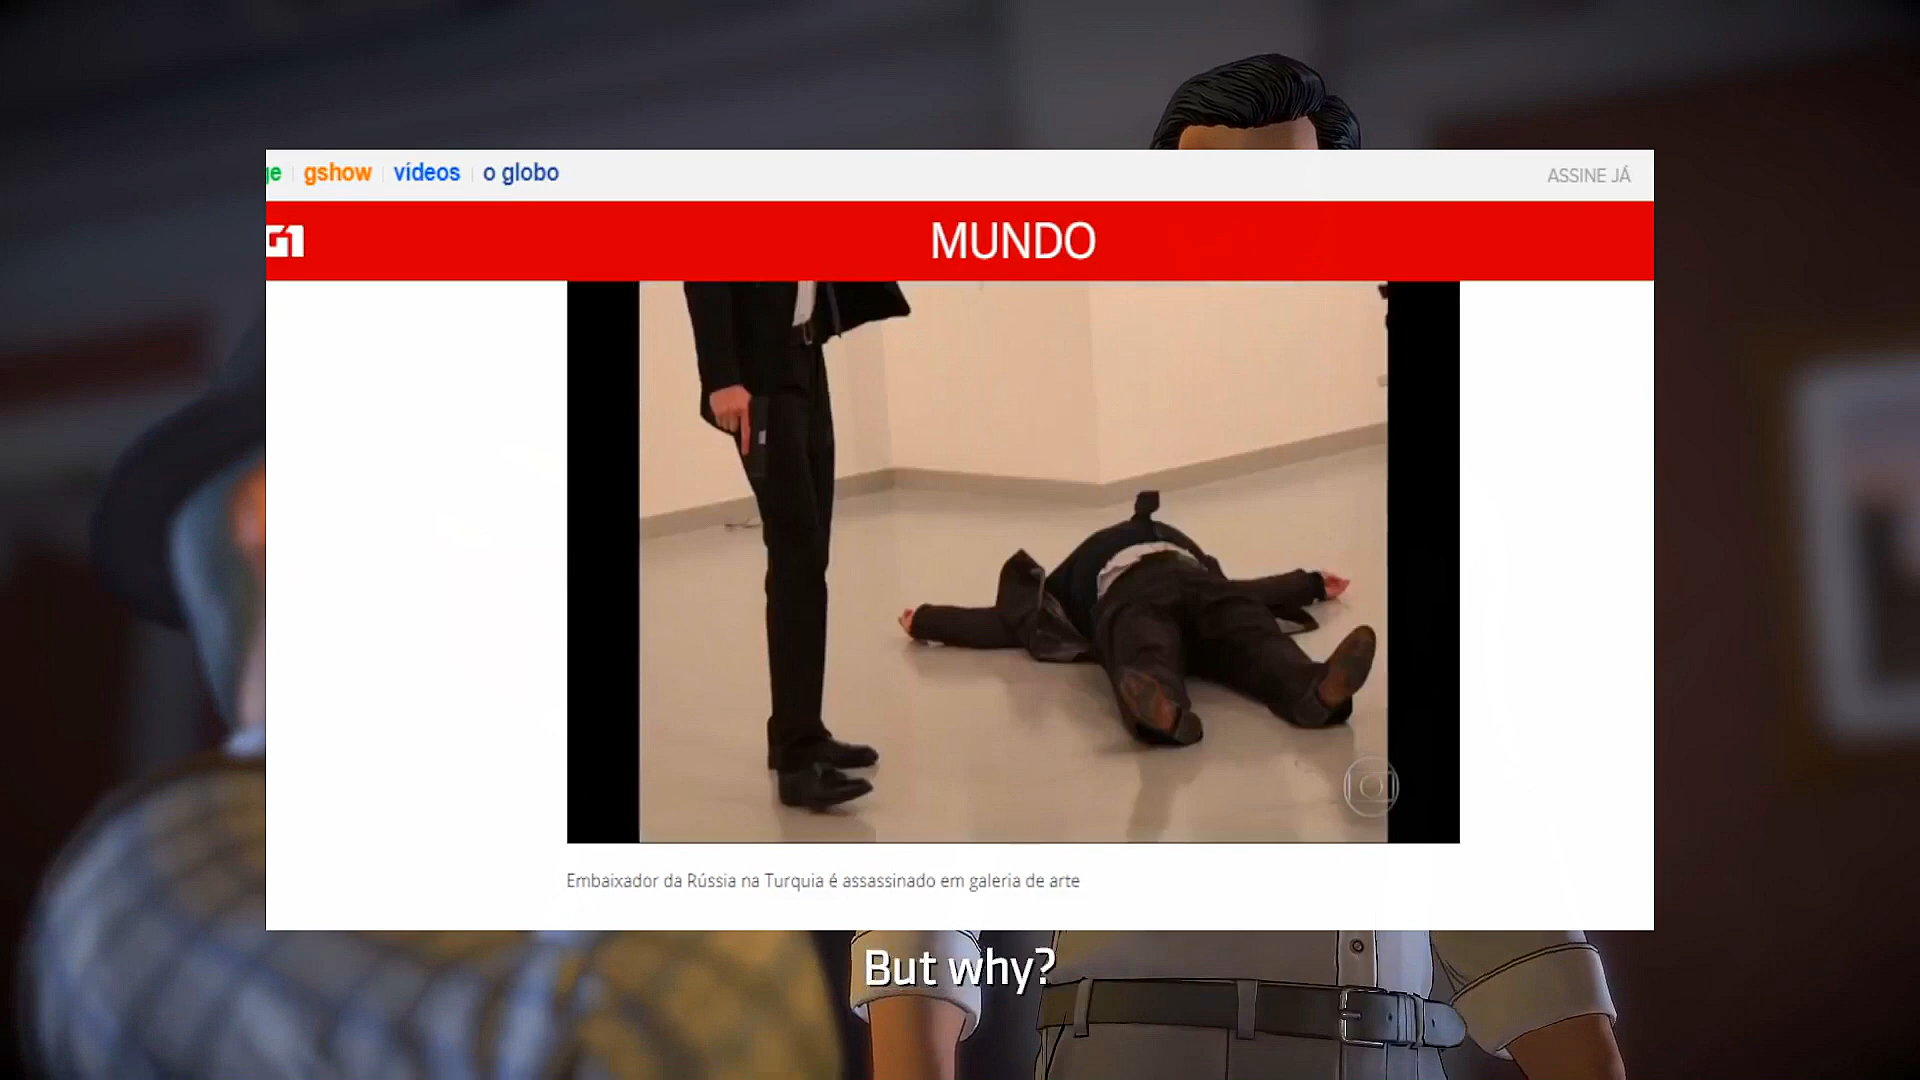 ge gshow vídeos o globo ASSINE JÁ
G1 MUNDO
Embaixador da Rússia na Turquia é assassinado em galeria de arte
But why?